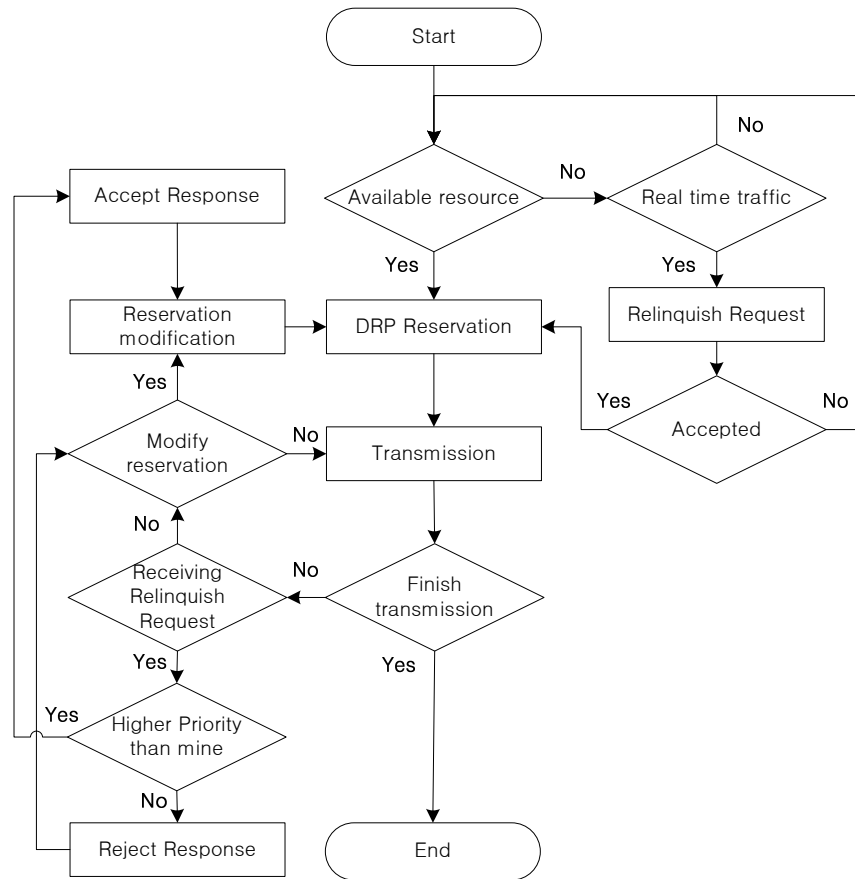 Start
No
Available resource
No
Real time traffic
Accept Response
Yes
Yes
Reservation
modification
DRP Reservation
Relinquish Request
Yes
Yes
No
Modify
reservation
No
Transmission
Accepted
No
Receiving
Relinquish
Request
No
Finish
transmission
Yes
Yes
Yes
Higher Priority
than mine
No
Reject Response
End